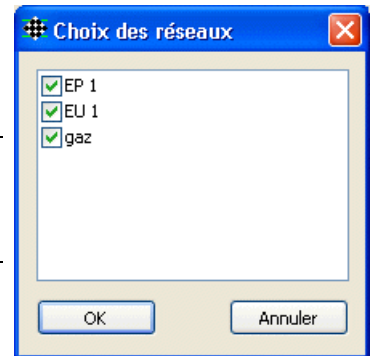 Choix des réseaux
EP 1
EU 1
gaz
OK
Annuler